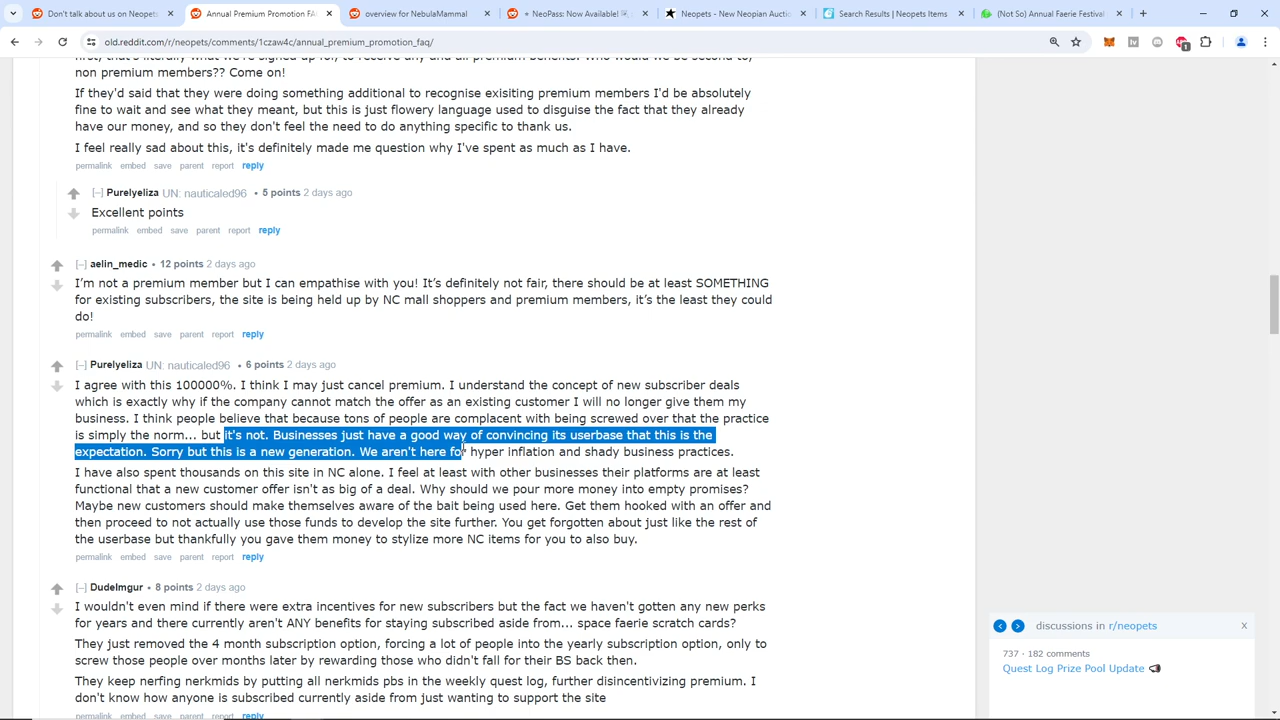 Don't talk about us on Neopets
Annual Premium Promotion FA
overview for NebulaMammal
NeoPass: Now Available!
Neopets - New Neopian Aucti
Search Results | Neopets Items
(Not So) Annual Faerie Festival
old.reddit.com/r/neopets/comments/1czaw4c/annual_premium_promotion_faq/
first, that's literally what we're signed up for, to receive any and all premium benefits. Who would we be second to,
non premium members?? Come on!
If they'd said that they were doing something additional to recognise exisiting premium members I'd be absolutely
fine to wait and see what they meant, but this is just flowery language used to disguise the fact that they already
have our money, and so they don't feel the need to do anything specific to thank us.
I feel really sad about this, it's definitely made me question why I've spent as much as I have.
permalink embed save parent report reply
[–] Purelyeliza UN: nauticaled96 • 5 points 2 days ago
Excellent points
permalink embed save parent report reply
[–] aelin_medic • 12 points 2 days ago
I'm not a premium member but I can empathise with you! It's definitely not fair, there should be at least SOMETHING
for existing subscribers, the site is being held up by NC mall shoppers and premium members, it's the least they could
do!
permalink embed save parent report reply
[–] Purelyeliza UN: nauticaled96 • 6 points 2 days ago
I agree with this 100000%. I think I may just cancel premium. I understand the concept of new subscriber deals
which is exactly why if the company cannot match the offer as an existing customer I will no longer give them my
business. I think people believe that because tons of people are complacent with being screwed over that the practice
is simply the norm... but it's not. Businesses just have a good way of convincing its userbase that this is the
expectation. Sorry but this is a new generation. We aren't here for hyper inflation and shady business practices.
I have also spent thousands on this site in NC alone. I feel at least with other businesses their platforms are at least
functional that a new customer offer isn't as big of a deal. Why should we pour more money into empty promises?
Maybe new customers should make themselves aware of the bait being used here. Get them hooked with an offer and
then proceed to not actually use those funds to develop the site further. You get forgotten about just like the rest of
the userbase but thankfully you gave them money to stylize more NC items for you to also buy.
permalink embed save parent report reply
[–] DudeImgur • 8 points 2 days ago
I wouldn't even mind if there were extra incentives for new subscribers but the fact we haven't gotten any new perks
for years and there currently aren't ANY benefits for staying subscribed aside from... space faerie scratch cards?
They just removed the 4 month subscription option, forcing a lot of people into the yearly subscription option, only to
screw those people over months later by rewarding those who didn't fall for their BS back then.
They keep nerfing nerkmids by putting all nerkmids pbs in the weekly quest log, further disincentivizing premium. I
don't know how anyone is subscribed currently aside from just wanting to support the site
permalink embed save parent report reply
discussions in r/neopets X
737 · 182 comments
Quest Log Prize Pool Update